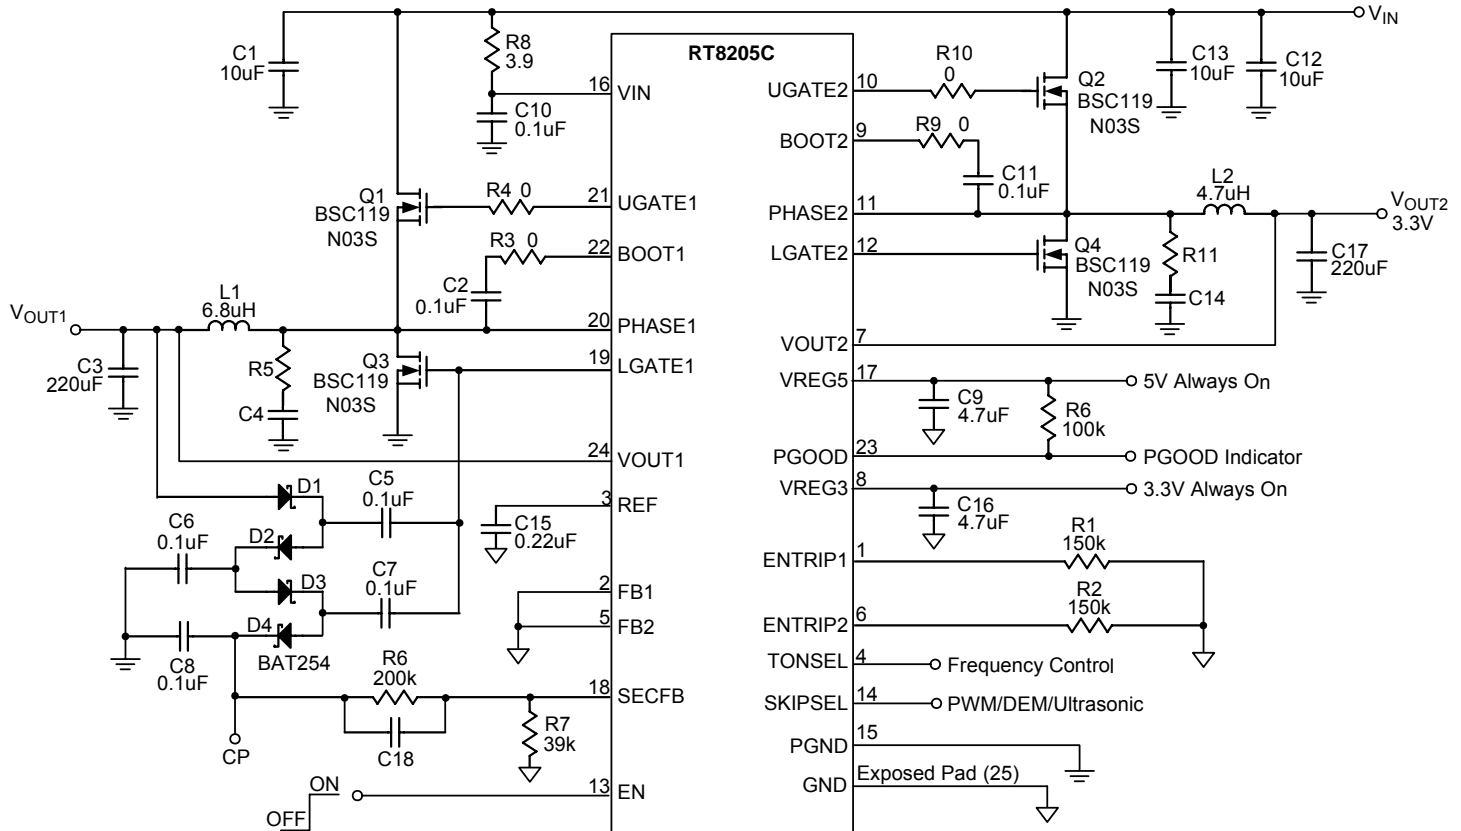 V_IN
RT8205C
C1
10uF
R8
3.9
16 VIN
C10
0.1uF
R10
0
UGATE2 10
Q2
BSC119
N03S
C13
10uF
C12
10uF
R9 0
BOOT2 9
C11
0.1uF
Q1
BSC119
N03S
R4 0
21 UGATE1
R3 0
22 BOOT1
C2
0.1uF
PHASE2 11
L2
4.7uH
V_OUT2
3.3V
LGATE2 12
Q4
BSC119
N03S
R11
C14
C17
220uF
V_OUT1
L1
6.8uH
20 PHASE1
C3
220uF
R5
C4
Q3
BSC119
N03S
19 LGATE1
VOUT2 7
VREG5 17
5V Always On
C9
4.7uF
R6
100k
24 VOUT1
PGOOD 23
PGOOD Indicator
VREG3 8
3.3V Always On
C16
4.7uF
D1
C5
0.1uF
3 REF
C15
0.22uF
C6
0.1uF
D2
D3
C7
0.1uF
D4
BAT254
C8
0.1uF
2 FB1
5 FB2
ENTRIP1 1
R1
150k
R2
150k
ENTRIP2 6
TONSEL 4
Frequency Control
R6
200k
18 SECFB
SKIPSEL 14
PWM/DEM/Ultrasonic
C18
R7
39k
CP
PGND 15
GND
Exposed Pad (25)
13 EN
ON
OFF